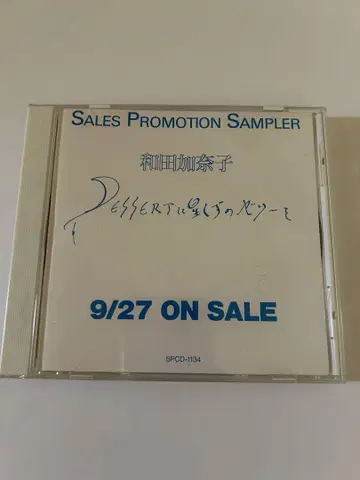 SALES PROMOTION SAMPLER
和田加奈子
DESSERTに星くずのパリーを
9/27 ON SALE
SPCD-1134